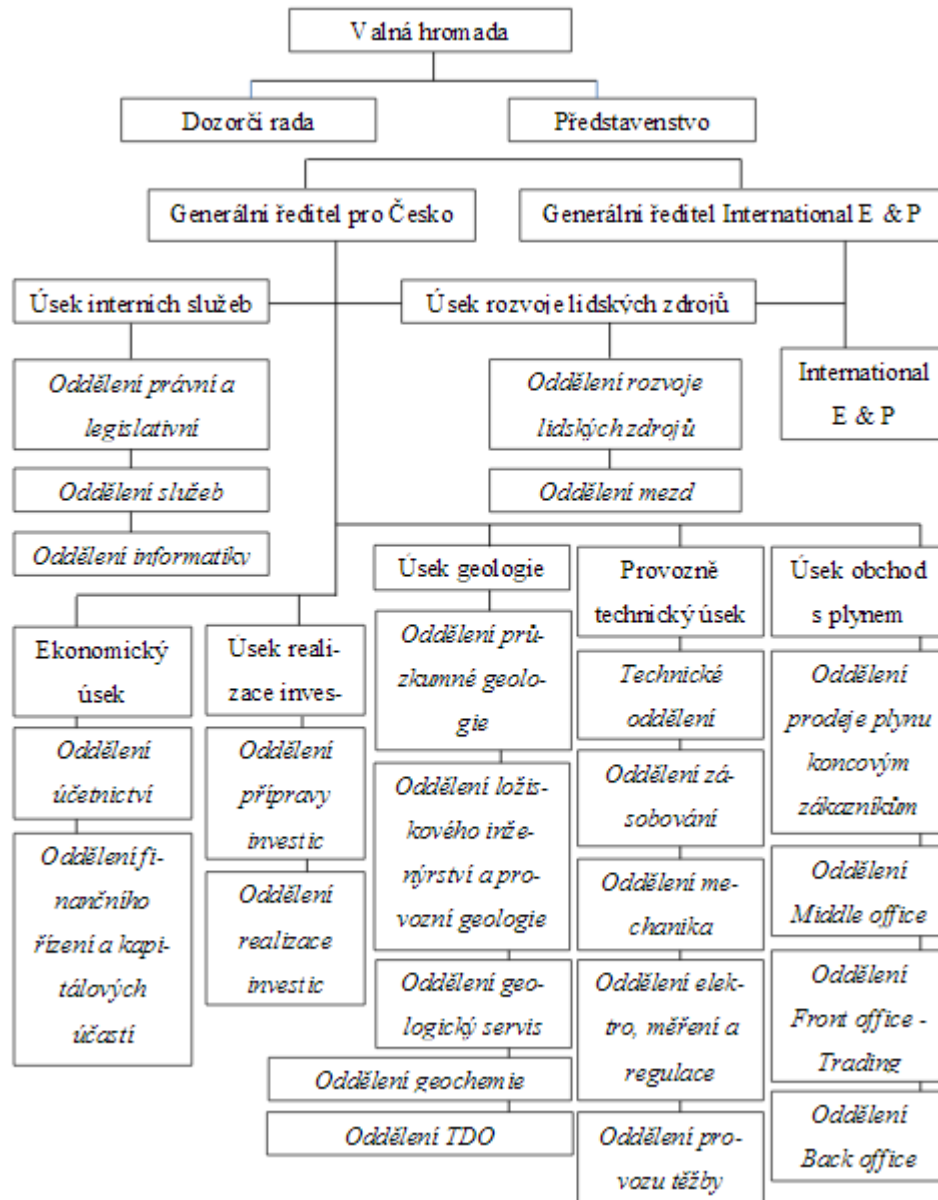 Valná hromada
Dozorčí rada
Představenstvo
Generální ředitel pro Česko
Generální ředitel International E & P
Úsek interních služeb
Úsek rozvoje lidských zdrojů
Oddělení právní a
legislativní
Oddělení služeb
Oddělení informatiky
Oddělení rozvoje
lidských zdrojů
Oddělení mezd
International
E & P
Ekonomický
úsek
Oddělení
účetnictví
Oddělení fi-
nančního
řízení a kapi-
tálových
účastí
Úsek reali-
zace inves-
Oddělení
přípravy
investic
Oddělení
realizace
investic
Úsek geologie
Oddělení prů-
zkumné geolo-
gie
Oddělení ložis-
kového inže-
nýrství a pro-
vozní geologie
Oddělení geo-
logický servis
Oddělení geochemie
Oddělení TDO
Provozně
technický úsek
Technické
oddělení
Oddělení zá-
sobování
Oddělení me-
chanika
Oddělení elek-
tro, měření a
regulace
Oddělení pro-
vozu těžby
Úsek obchod
s plynem
Oddělení
prodeje plynu
koncovým
zákazníkům
Oddělení
Middle office
Oddělení
Front office -
Trading
Oddělení
Back office